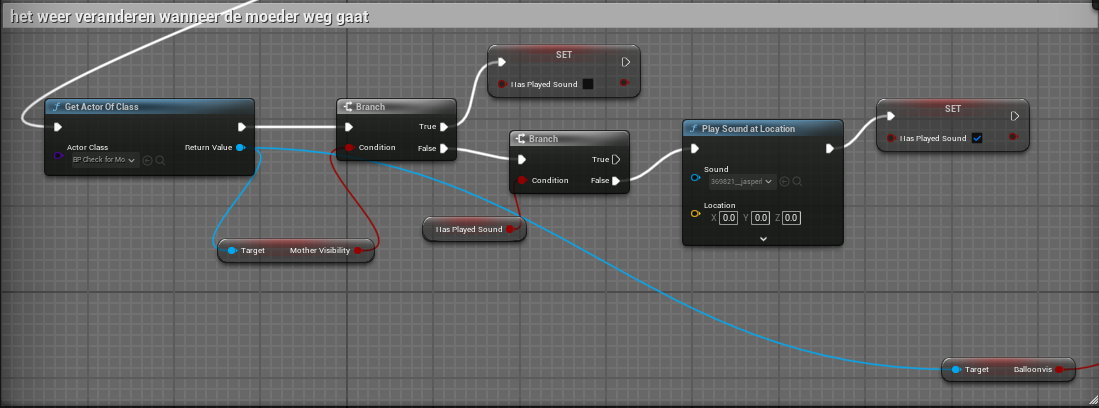 het weer veranderen wanneer de moeder weg gaat
SET
Has Played Sound
f Get Actor Of Class
Actor Class
BP Check for Mo
Return Value
Branch
True
Condition
False
Branch
True
Condition
False
Has Played Sound
Target
Mother Visibility
f Play Sound at Location
Sound
369821__jasperl
Location
X 0.0 Y 0.0 Z 0.0
SET
Has Played Sound
Target
Balloonvis